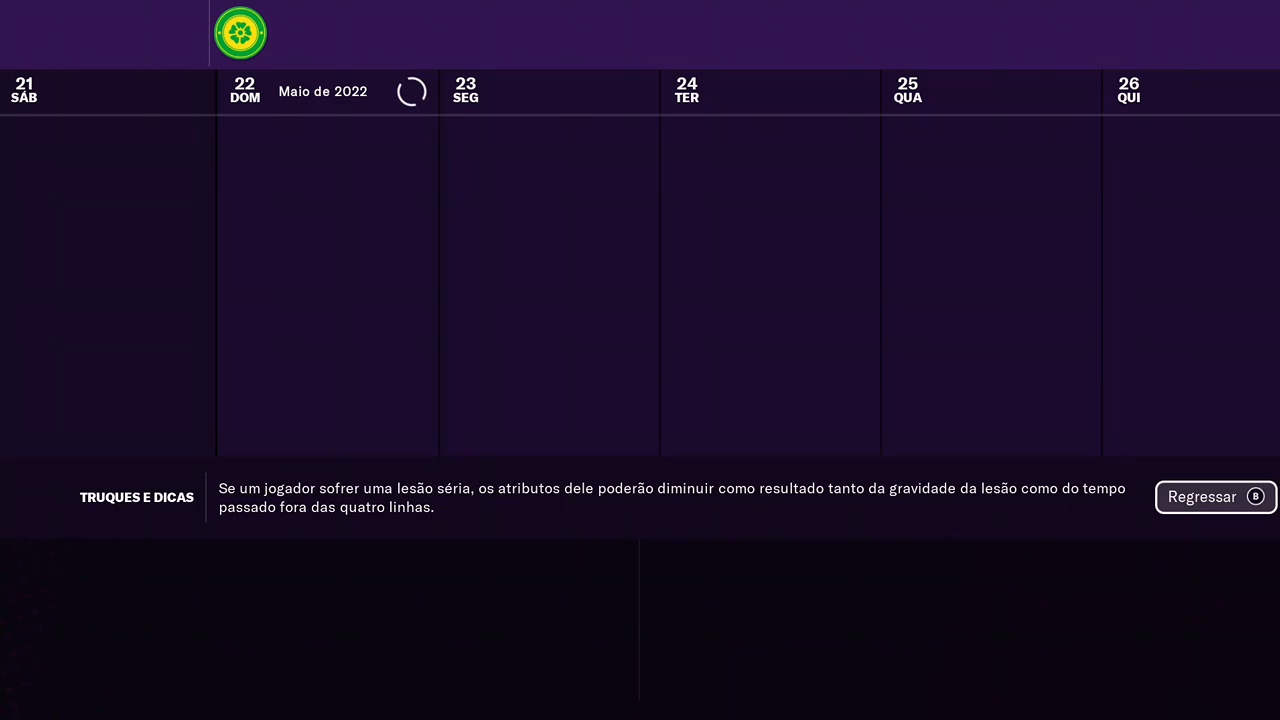 21
SÁB
22
DOM
Maio de 2022
23
SEG
24
TER
25
QUA
26
QUI
TRUQUES E DICAS
Se um jogador sofrer uma lesão séria, os atributos dele poderão diminuir como resultado tanto da gravidade da lesão como do tempo
passado fora das quatro linhas.
Regressar B